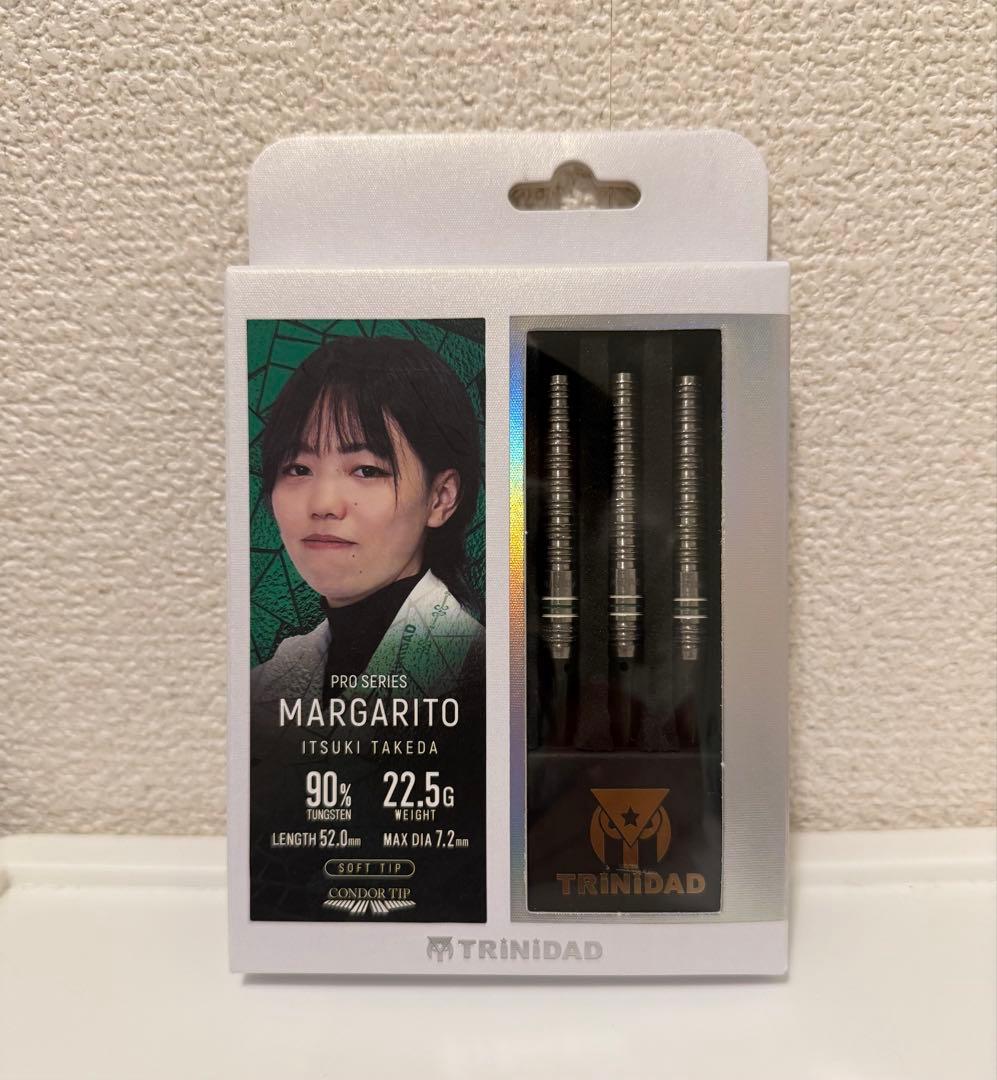 PRO SERIES
MARGARITO
ITSUKI TAKEDA
90% 22.5G
TUNGSTEN WEIGHT
LENGTH 52.0mm MAX DIA 7.2mm
SOFT TIP
CONDOR TIP
TRiNiDAD
TRiNiDAD